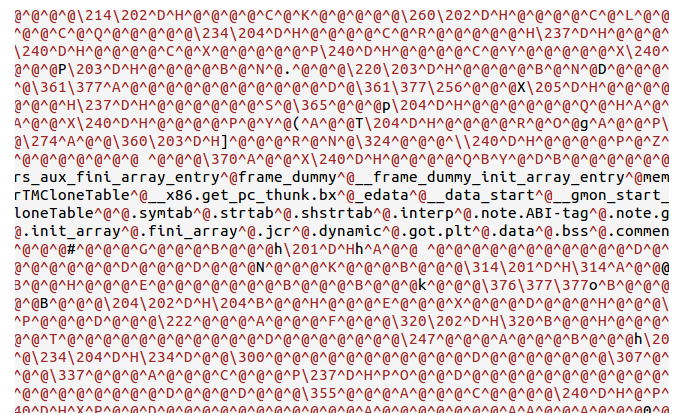 ^@^@^@^@\214\202^D^H^@^@^@^@^C^@^K^@^@^@^@^@\260\202^D^H^@^@^@^@^C^@^L^@^@
^@^@^C^@^Q^@^@^@^@^@\234\204^D^H^@^@^@^@^C^@^R^@^@^@^@^@^H\237^D^H^@^@^@
\240^D^H^@^@^@^@^C^@^X^@^@^@^@^@^P\240^D^H^@^@^@^@^C^@^Y^@^@^@^@^@^X\240^
^@^@^@P\203^D^H^@^@^@^@^B^@^N^@.^@^@^@\220\203^D^H^@^@^@^@^B^@^N^@D^@^@^@
^@\361\377^A^@^@^@^@^@^@^@^@^@^@^@^D^@\361\377\256^@^@^@X\205^D^H^@^@^@^@
^@^@^@^H\237^D^H^@^@^@^@^@^S^@\365^@^@^@p\204^D^H^@^@^@^@^@^Q^@H^A^@^@
A^@^@^X\240^D^H^@^@^@^@^P^@Y^@(^A^@^@T\204^D^H^@^@^@^@^R^@^O^@g^A^@^@^P\
@\274^A^@^@\360\203^D^H]^@^@^@^R^@^N^@\324^@^@^@^\\240^D^H^@^@^@^@^P^@^Z^
^@^@^@^@^@^@^@ ^@^@^@\370^A^@^@^X\240^D^H^@^@^@^@^Q^B^Y^@^D^B^@^@^@^@^@^@
rs_aux_fini_array_entry^@frame_dummy^@__frame_dummy_init_array_entry^@mem
rTMCloneTable^@__x86.get_pc_thunk.bx^@_edata^@__data_start^@__gmon_start_
loneTable^@^@.symtab^@.strtab^@.shstrtab^@.interp^@.note.ABI-tag^@.note.g
@.init_array^@.fini_array^@.jcr^@.dynamic^@.got.plt^@.data^@.bss^@.commen
^@^@^@^@#^@^@^@^G^@^@^@^B^@^@^@h\201^D^Hh^A^@^@ ^@^@^@^@^@^@^@^@^@^@^D^@^
^@^@^@^@^@^@^D^@^@^@^D^@^@^@N^@^@^@^K^@^@^@^B^@^@^@\314\201^D^H\314^A^@^@@
B^@^@^H^@^@^@^E^@^@^@^@^@^@^@^B^@^@^@^B^@^@^@k^@^@^@\376\377\377o^B^@^@^@
^@^@B^@^@^@\204\202^D^H\204^B^@^@^H^@^@^@^E^@^@^@^X^@^@^@^D^@^@^@^H^@^@^@\
^P^@^@^@^D^@^@^@\222^@^@^@^A^@^@^@^F^@^@^@\320\202^D^H\320^B^@^@^H^@^@^@^
^@^T^@^@^@^@^@^@^@^@^@^@^@^D^@^@^@^@^@^@^@\247^@^@^@^A^@^@^@^B^@^@^@h\20
^@\234\204^D^H\234^D^@^@\300^@^@^@^@^@^@^@^@^@^@^@^@^@^@^@^@^@^@^@\307^@^
^@^@\337^@^@^@^A^@^@^@^C^@^@^@^P\237^D^H^P^O^@^@^D^@^@^@^@^@^@^@^@^@^@^@
^@^@^@^@^@^@^@^@^D^@^@^@^D^@^@^@\355^@^@^@^A^@^@^@^C^@^@^@^@\240^D^H^@^P^